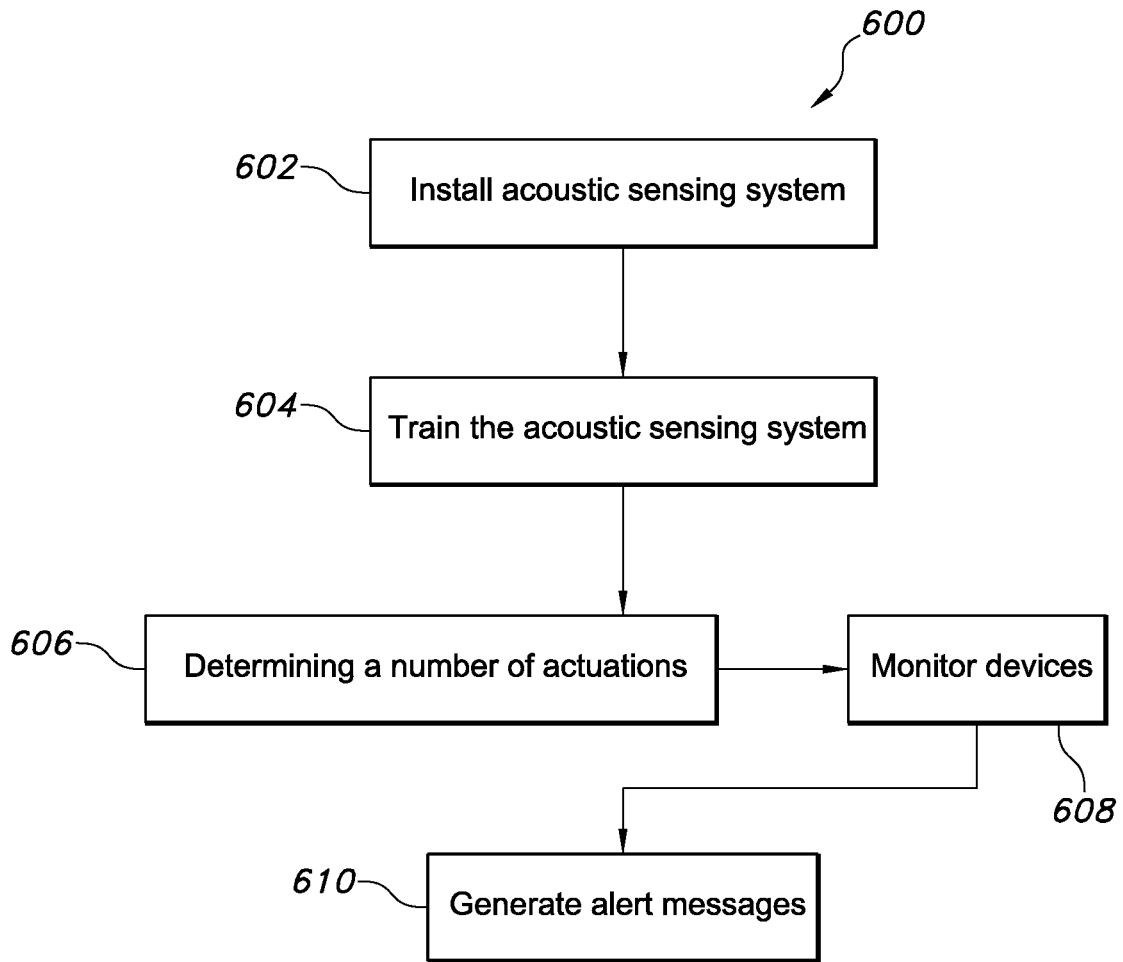 600
602
Install acoustic sensing system
604
Train the acoustic sensing system
606
Determining a number of actuations
Monitor devices
608
610
Generate alert messages